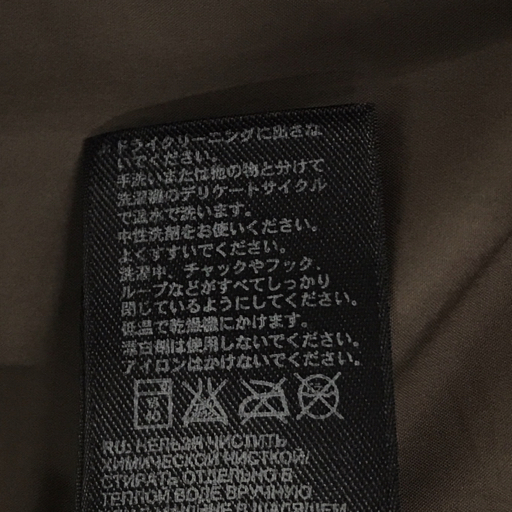 ドライクリーニングに出さな
いでください。
手洗いまたは他の物と分けて
洗濯機のデリケートサイクル
で温水で洗います。
中性洗剤をお使いください。
よくすすいでください。
洗濯中、チャックやフック、
ループなどがすべてしっかり
閉じているようにしてください。
低温で乾燥機にかけます。
漂白剤は使用しないでください。
アイロンはかけないでください。
RU: НЕЛЬЗЯ ЧИСТИТЬ
ХИМИЧЕСКОЙ ЧИСТКОЙ/
СТИРАТЬ ОТДЕЛЬНО В
ТЕПЛОЙ ВОДЕ ВРУЧНУЮ
В ЩАДЯЩЕМ